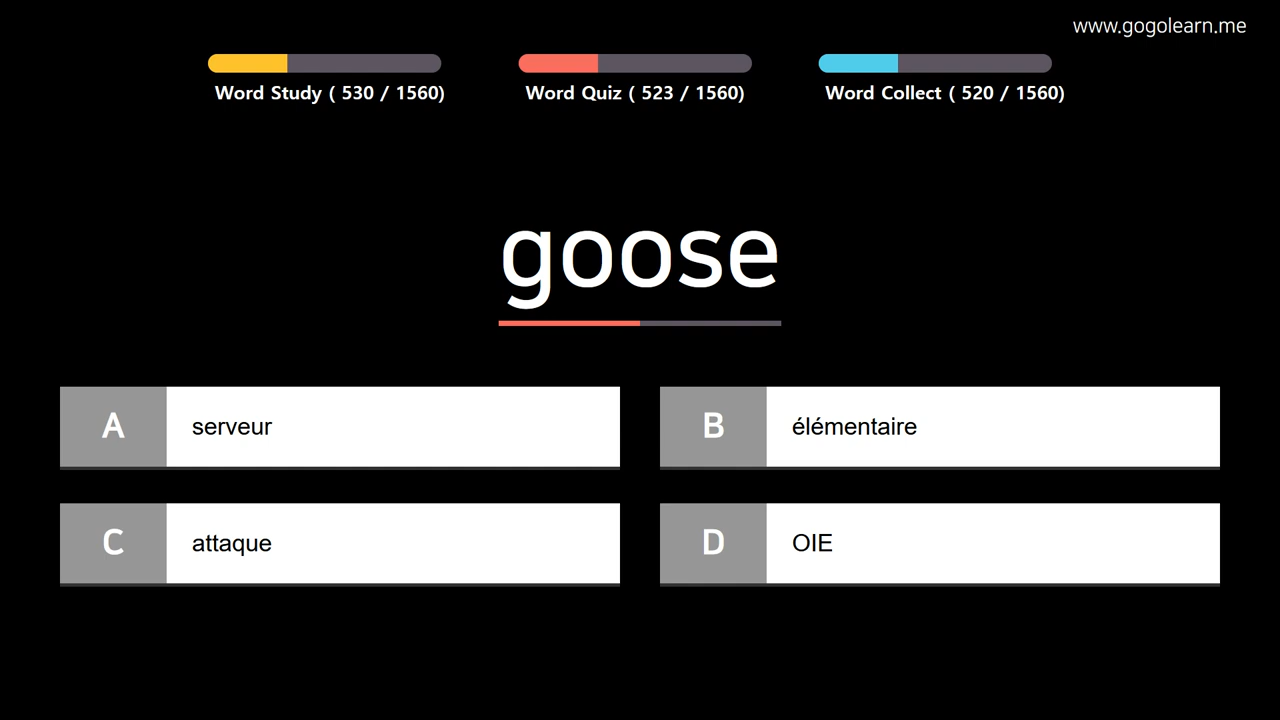 www.gogolearn.me
Word Study ( 530 / 1560)
Word Quiz ( 523 / 1560)
Word Collect ( 520 / 1560)
goose
A
serveur
B
élémentaire
C
attaque
D
OIE